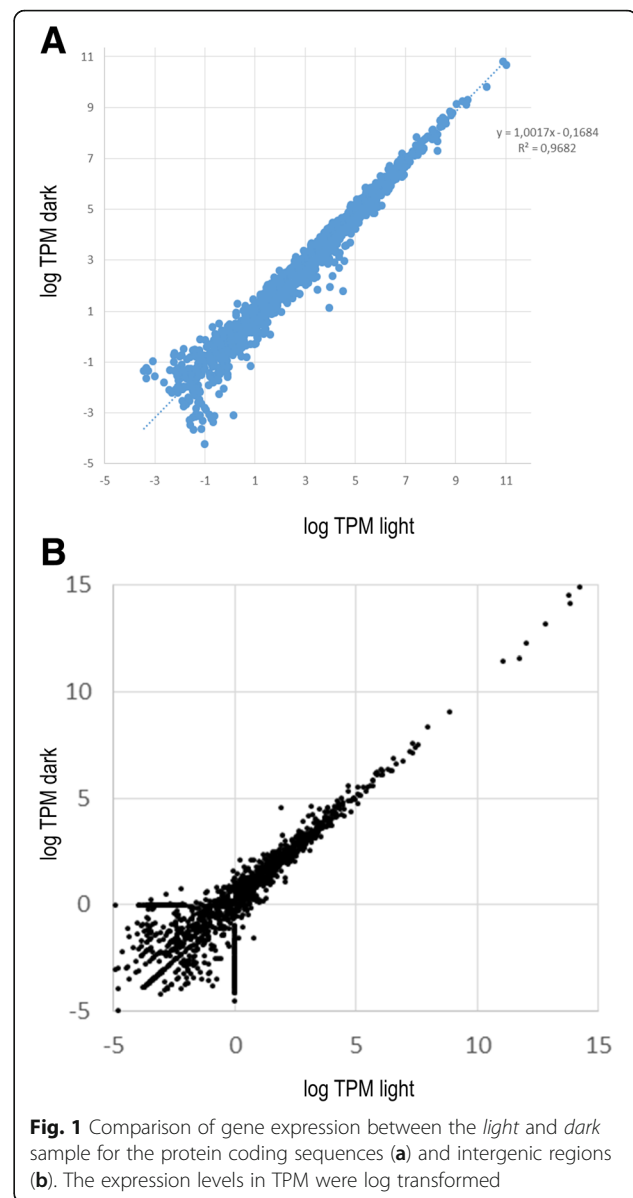 A
11
9
7
5
3
1
-1
-3
-5
log TPM dark
y = 1,0017x - 0,1684
R² = 0,9682
-5 -3 -1 1 3 5 7 9 11
log TPM light
B
15
10
5
0
-5
log TPM dark
-5 0 5 10 15
log TPM light
Fig. 1 Comparison of gene expression between the light and dark
sample for the protein coding sequences (a) and intergenic regions
(b). The expression levels in TPM were log transformed